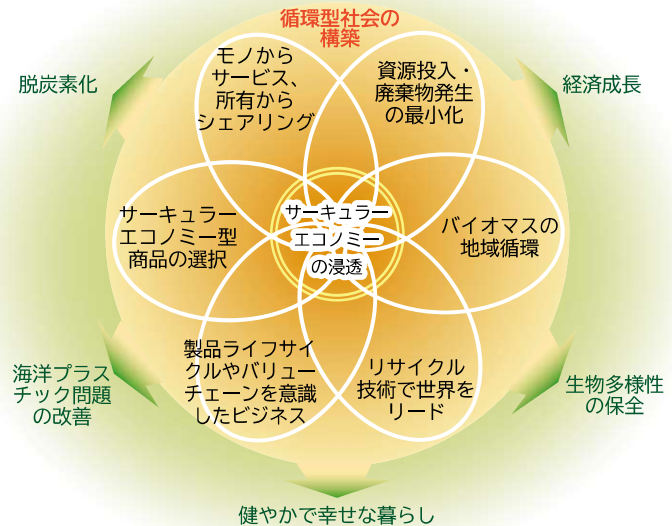 循環型社会の
構築
モノから
サービス、
所有から
シェアリング
資源投入・
廃棄物発生
の最小化
脱炭素化
経済成長
サーキュラー
エコノミー型
商品の選択
サーキュラー
エコノミー
の浸透
バイオマスの
地域循環
製品ライフサイ
クルやバリュー
チェーンを意識
したビジネス
リサイクル
技術で世界を
リード
海洋プラス
チック問題
の改善
生物多様性
の保全
健やかで幸せな暮らし